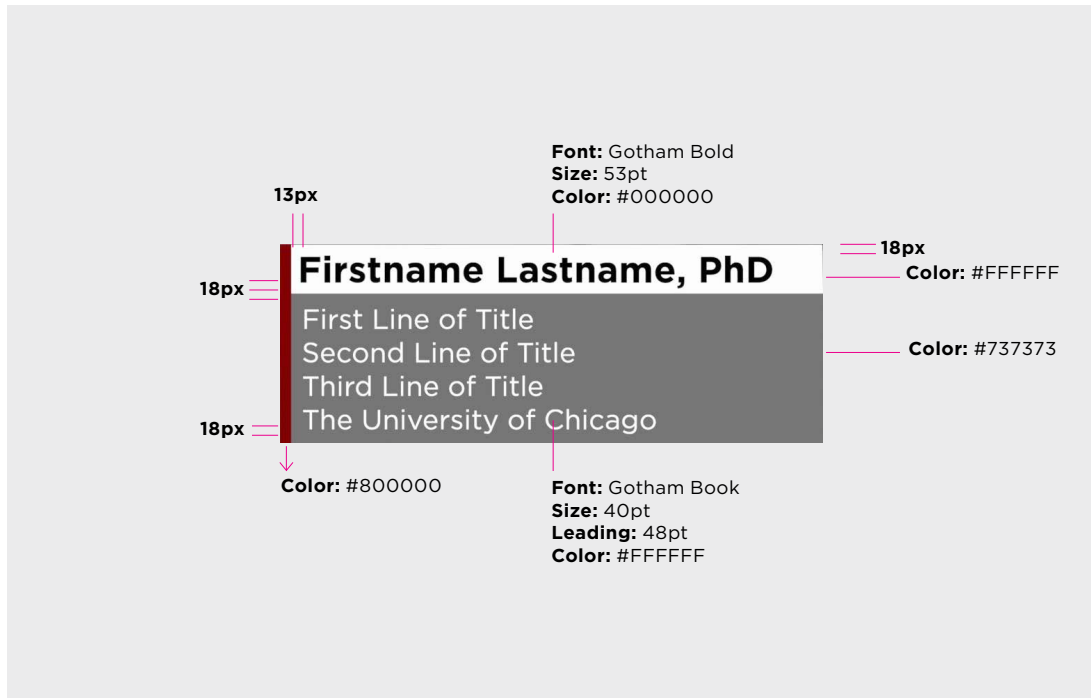 Font: Gotham Bold
Size: 53pt
Color: #000000
13px
18px
Firstname Lastname, PhD
Color: #FFFFFF
18px
First Line of Title
Second Line of Title
Color: #737373
Third Line of Title
The University of Chicago
18px
Color: #800000
Font: Gotham Book
Size: 40pt
Leading: 48pt
Color: #FFFFFF